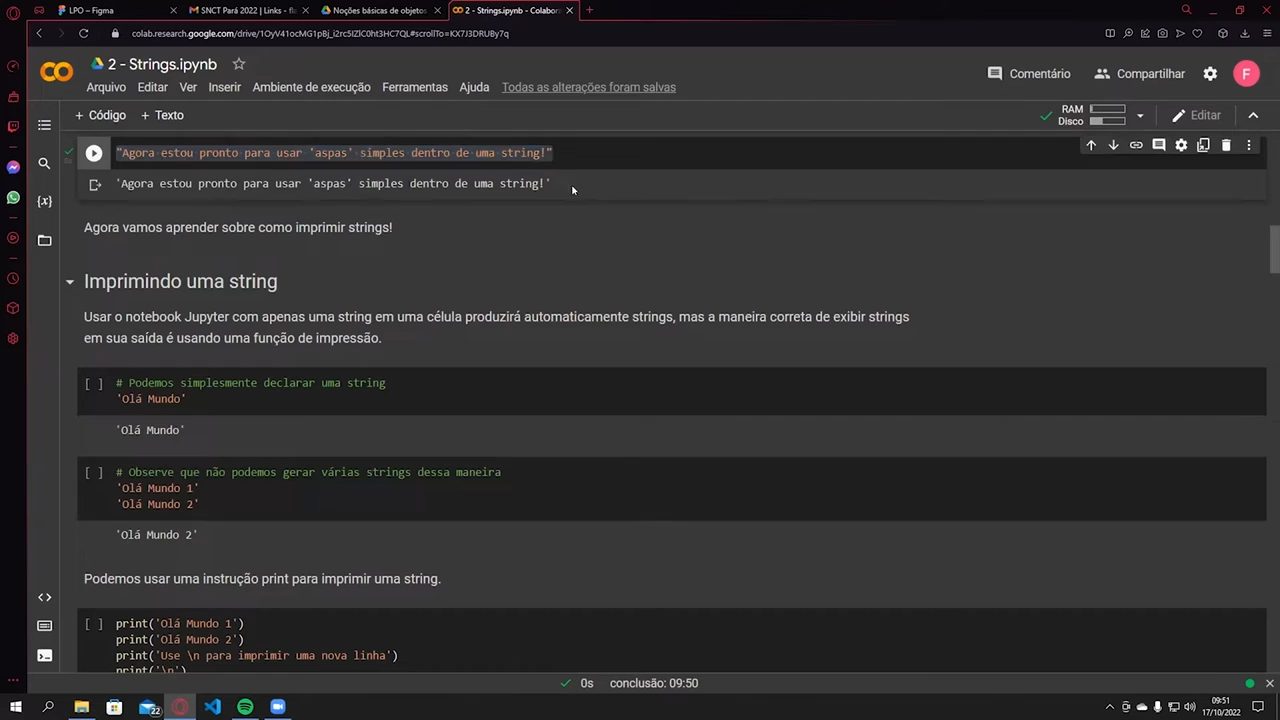 LPO – Figma
SNCT Pará 2022 | Links - fl
Noções básicas de objetos
2 - Strings.ipynb - Colabor
colab.research.google.com/drive/1OyV41ocMG1pBj_i2rc5IZlC0ht3HC7QL#scrollTo=KX7J3DRUBy7q
2 - Strings.ipynb
Comentário
Compartilhar
F
Arquivo Editar Ver Inserir Ambiente de execução Ferramentas Ajuda Todas as alterações foram salvas
+ Código + Texto
RAM
Disco
Editar
"Agora estou pronto para usar ‘aspas’ simples dentro de uma string!"
'Agora estou pronto para usar ‘aspas’ simples dentro de uma string!'
Agora vamos aprender sobre como imprimir strings!
Imprimindo uma string
Usar o notebook Jupyter com apenas uma string em uma célula produzirá automaticamente strings, mas a maneira correta de exibir strings
em sua saída é usando uma função de impressão.
[ ] # Podemos simplesmente declarar uma string
'Olá Mundo'
'Olá Mundo'
[ ] # Observe que não podemos gerar várias strings dessa maneira
'Olá Mundo 1'
'Olá Mundo 2'
'Olá Mundo 2'
Podemos usar uma instrução print para imprimir uma string.
[ ] print('Olá Mundo 1')
print('Olá Mundo 2')
print('Use \n para imprimir uma nova linha')
print('\n')
0s conclusão: 09:50
22
09:51
17/10/2022